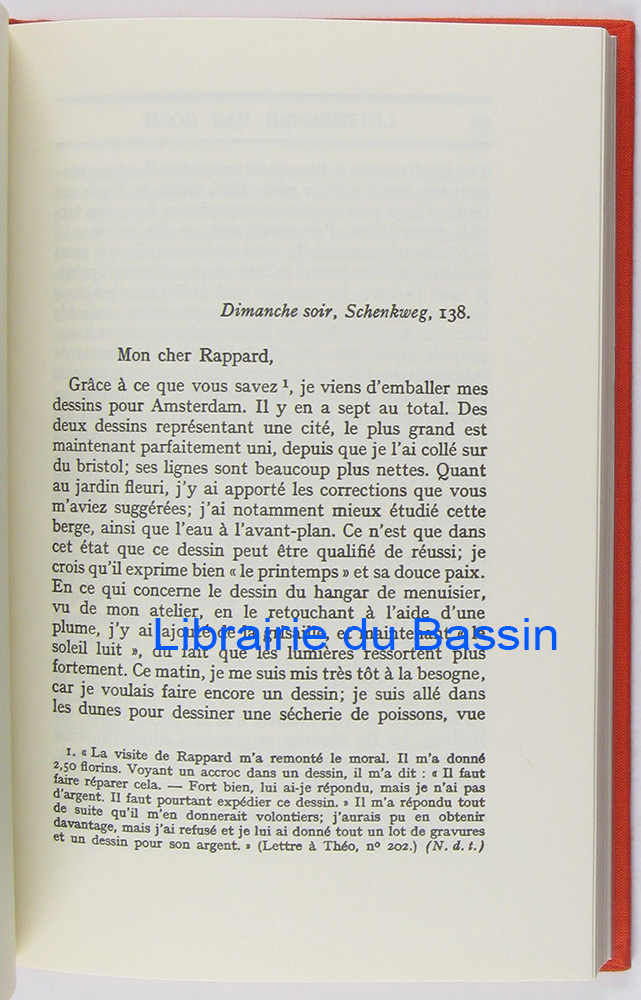 Dimanche soir, Schenkweg, 138.
Mon cher Rappard,
Grâce à ce que vous savez ¹, je viens d'emballer mes
dessins pour Amsterdam. Il y en a sept au total. Des
deux dessins représentant une cité, le plus grand est
maintenant parfaitement uni, depuis que je l'ai collé sur
du bristol; ses lignes sont beaucoup plus nettes. Quant
au jardin fleuri, j'y ai apporté les corrections que vous
m'aviez suggérées; j'ai notamment mieux étudié cette
berge, ainsi que l'eau à l'avant-plan. Ce n'est que dans
cet état que ce dessin peut être qualifié de réussi; je
crois qu'il exprime bien « le printemps » et sa douce paix.
En ce qui concerne le dessin du hangar de menuisier,
vu de mon atelier, en le retouchant à l'aide d'une
plume, j'y ai ajouté de la grisaille, et maintenant « le
soleil luit », du fait que les lumières ressortent plus
fortement. Ce matin, je me suis mis très tôt à la besogne,
car je voulais faire encore un dessin; je suis allé dans
les dunes pour dessiner une sécherie de poissons, vue
1. « La visite de Rappard m'a remonté le moral. Il m'a donné
2,50 florins. Voyant un accroc dans un dessin, il m'a dit : « Il faut
faire réparer cela. — Fort bien, lui ai-je répondu, mais je n'ai pas
d'argent. Il faut pourtant expédier ce dessin. » Il m'a répondu tout
de suite qu'il m'en donnerait volontiers; j'aurais pu en obtenir
davantage, mais j'ai refusé et je lui ai donné tout un lot de gravures
et un dessin pour son argent. » (Lettre à Théo, nº 202.) (N. d. t.)
Librairie du Bassin